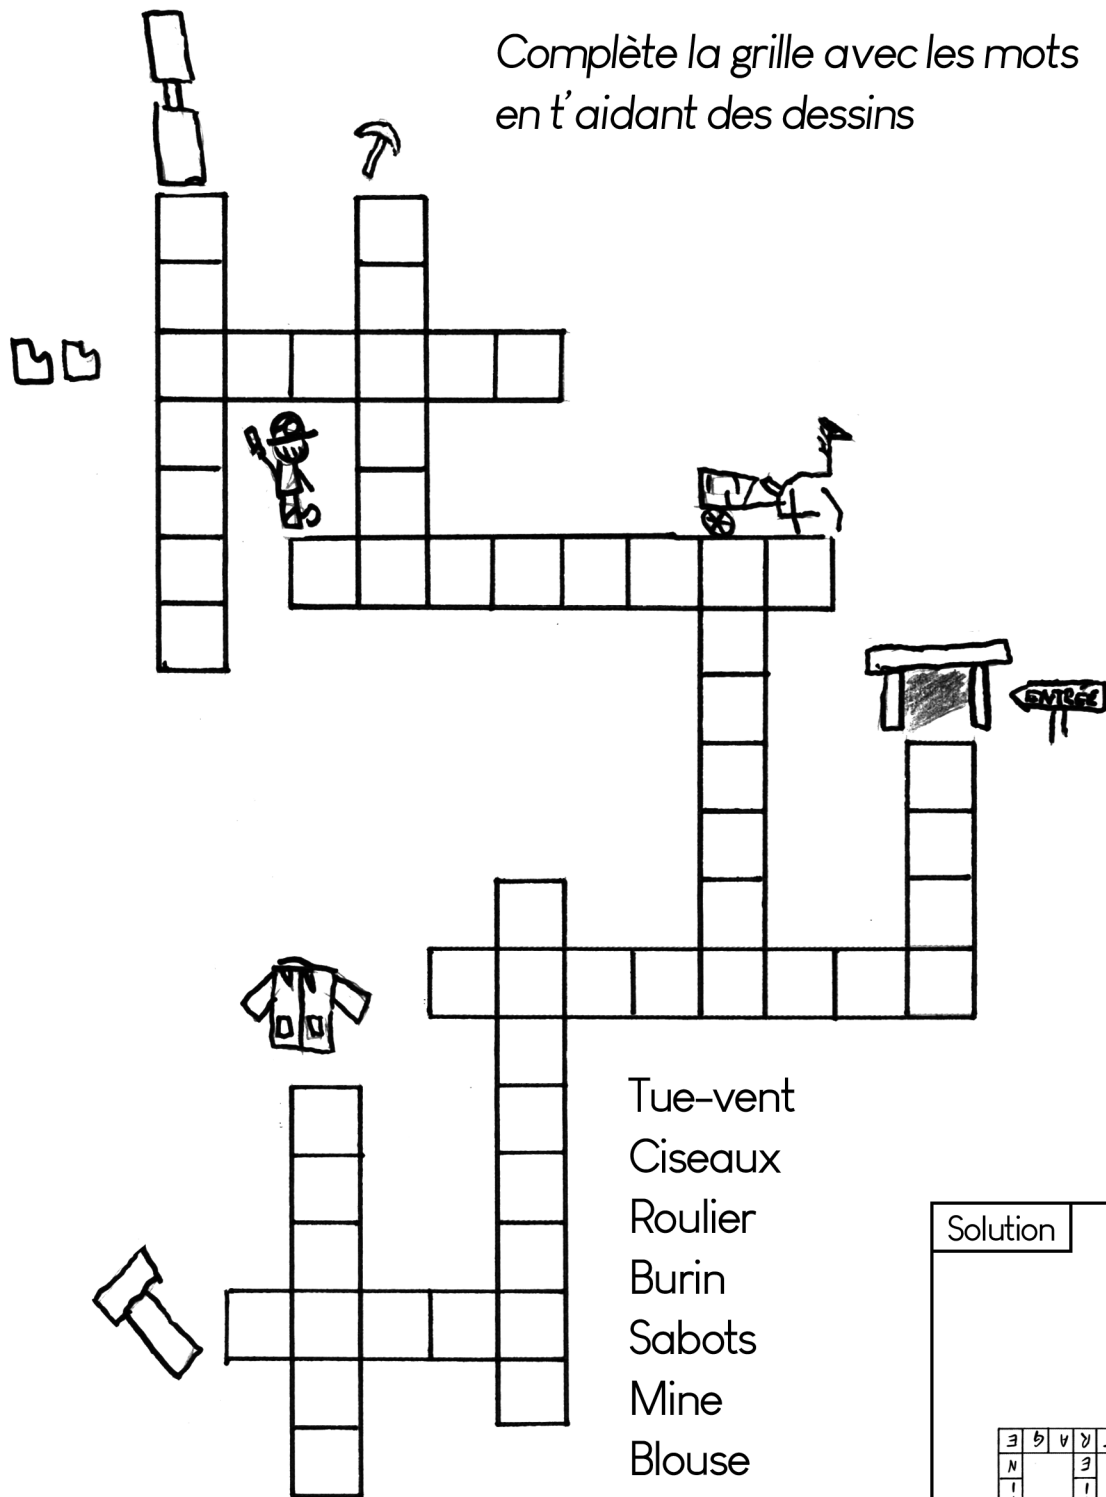 Complète la grille avec les mots
en t'aidant des dessins
ENTRÉE
Tue-vent
Ciseaux
Roulier
Burin
Sabots
Mine
Blouse
Solution
E G A R
N E
I I